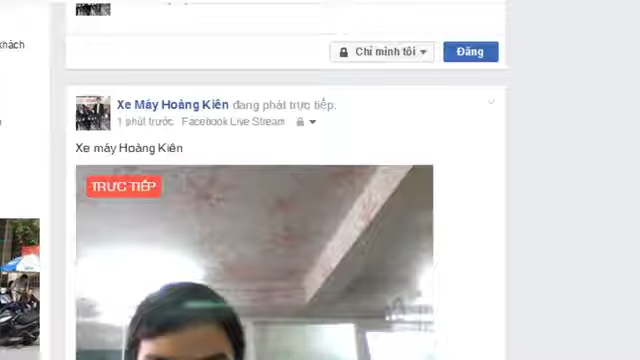 khách
Chỉ mình tôi
Đăng
Xe Máy Hoàng Kiên đang phát trực tiếp.
1 phút trước Facebook Live Stream
Xe máy Hoàng Kiên
TRỰC TIẾP